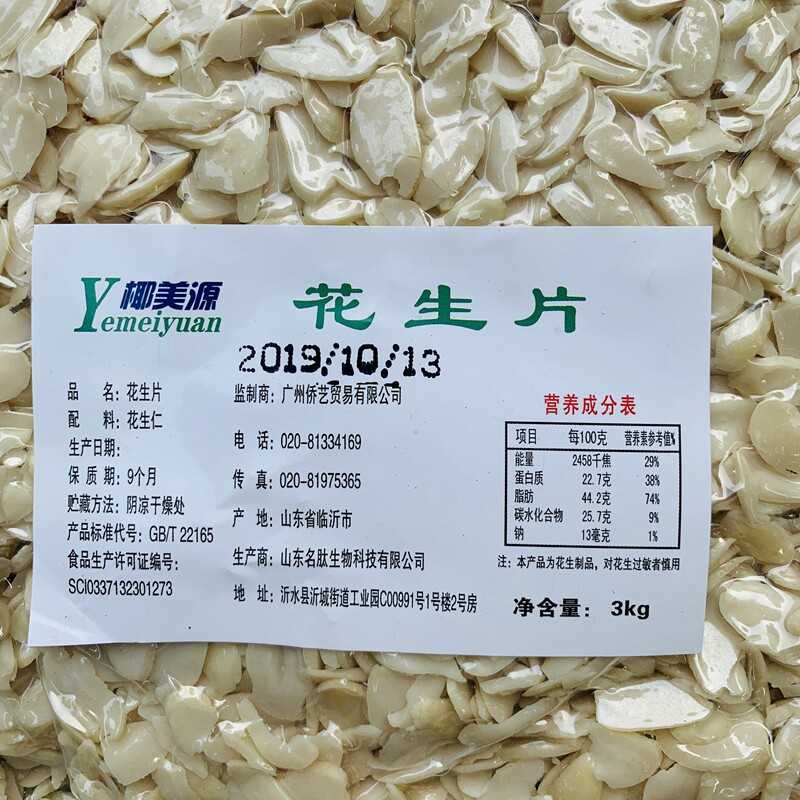 椰美源
Yemeiyuan
花生片
2019/10/13
品 名：花生片
配 料：花生仁
生产日期：
保 质 期：9个月
贮藏方法：阴凉干燥处
产品标准代号：GB/T 22165
食品生产许可证编号：
SCI0337132301273
监制商：广州侨艺贸易有限公司
电 话：020-81334169
传 真：020-81975365
产 地：山东省临沂市
生产商：山东名肽生物科技有限公司
地 址：沂水县沂城街道工业园C00991号1号楼2号房
营养成分表
项目 每100克 营养素参考值%
能量 2458千焦 29%
蛋白质 22.7克 38%
脂肪 44.2克 74%
碳水化合物 25.7克 9%
钠 13毫克 1%
注：本产品为花生制品，对花生过敏者慎用
净含量： 3kg